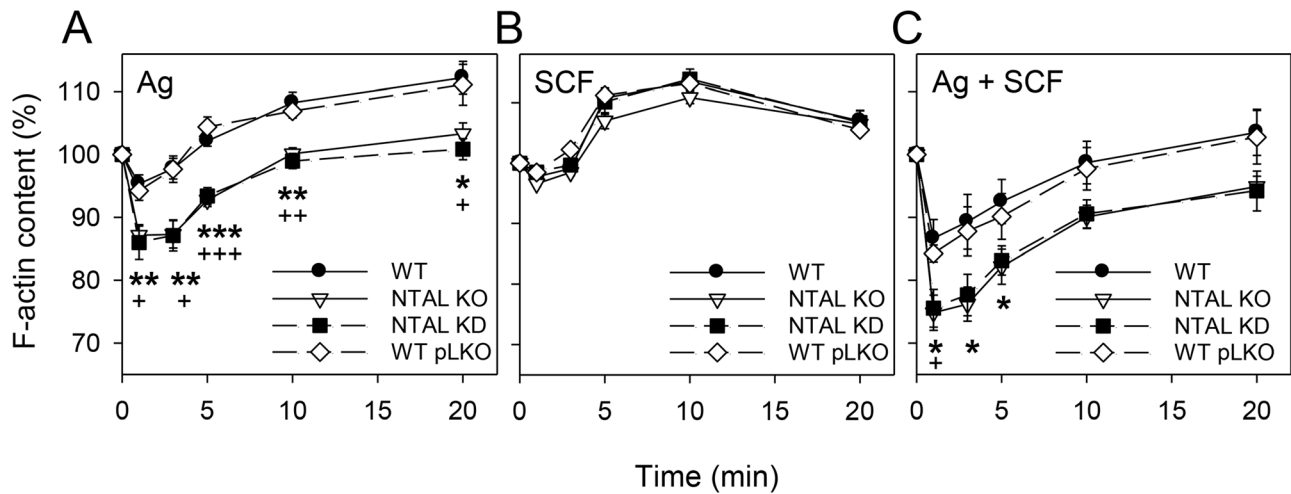 A
B
C
Ag
SCF
Ag + SCF
F-actin content (%)
110
100
90
80
70
**
+
**
+
***
+++
**
++
*
+
*
+
*
*
WT
NTAL KO
NTAL KD
WT pLKO
WT
NTAL KO
NTAL KD
WT pLKO
WT
NTAL KO
NTAL KD
WT pLKO
0 5 10 15 20
0 5 10 15 20
0 5 10 15 20
Time (min)